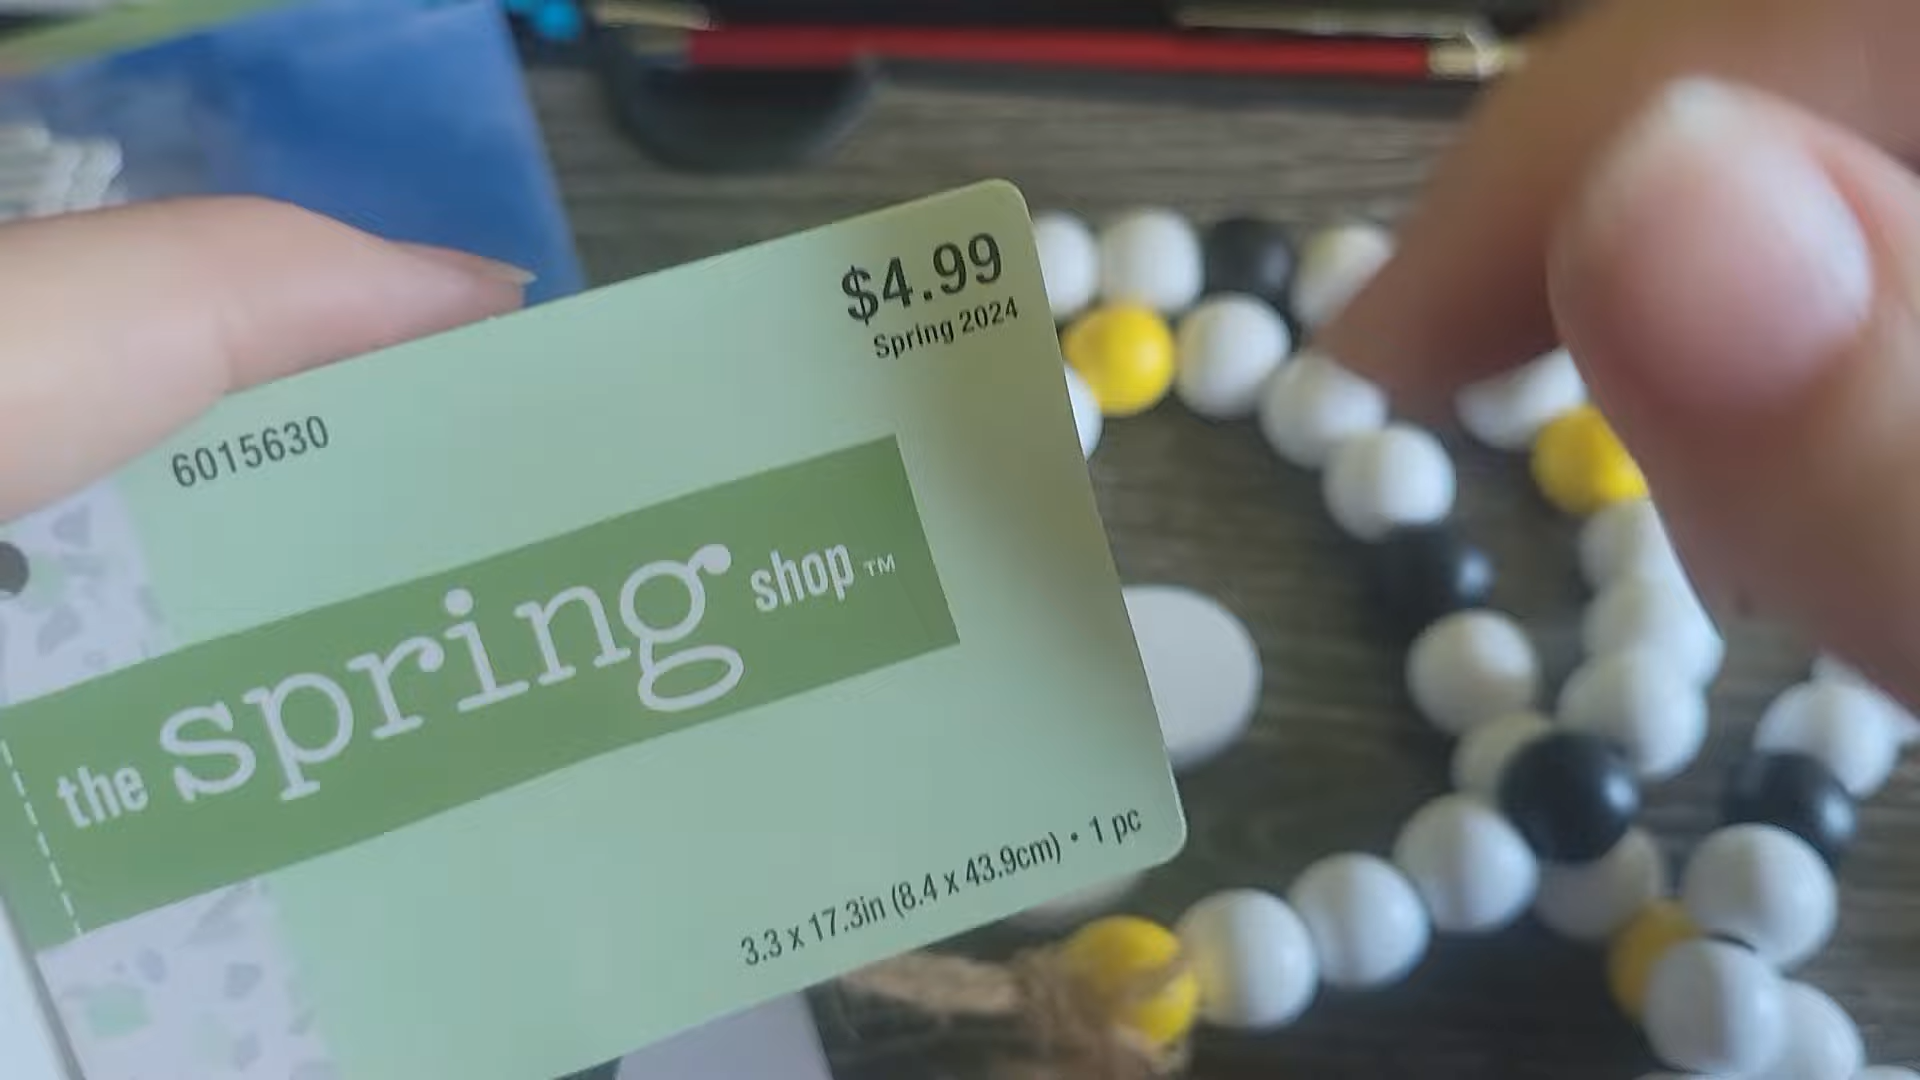 $4.99
Spring 2024
6015630
the spring shop™
3.3 x 17.3in (8.4 x 43.9cm) • 1 pc